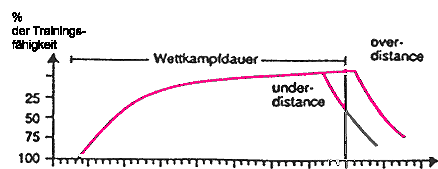 %
der Trainings-
fähigkeit
Wettkampfdauer
over-
distance
under-
distance
25
50
75
100